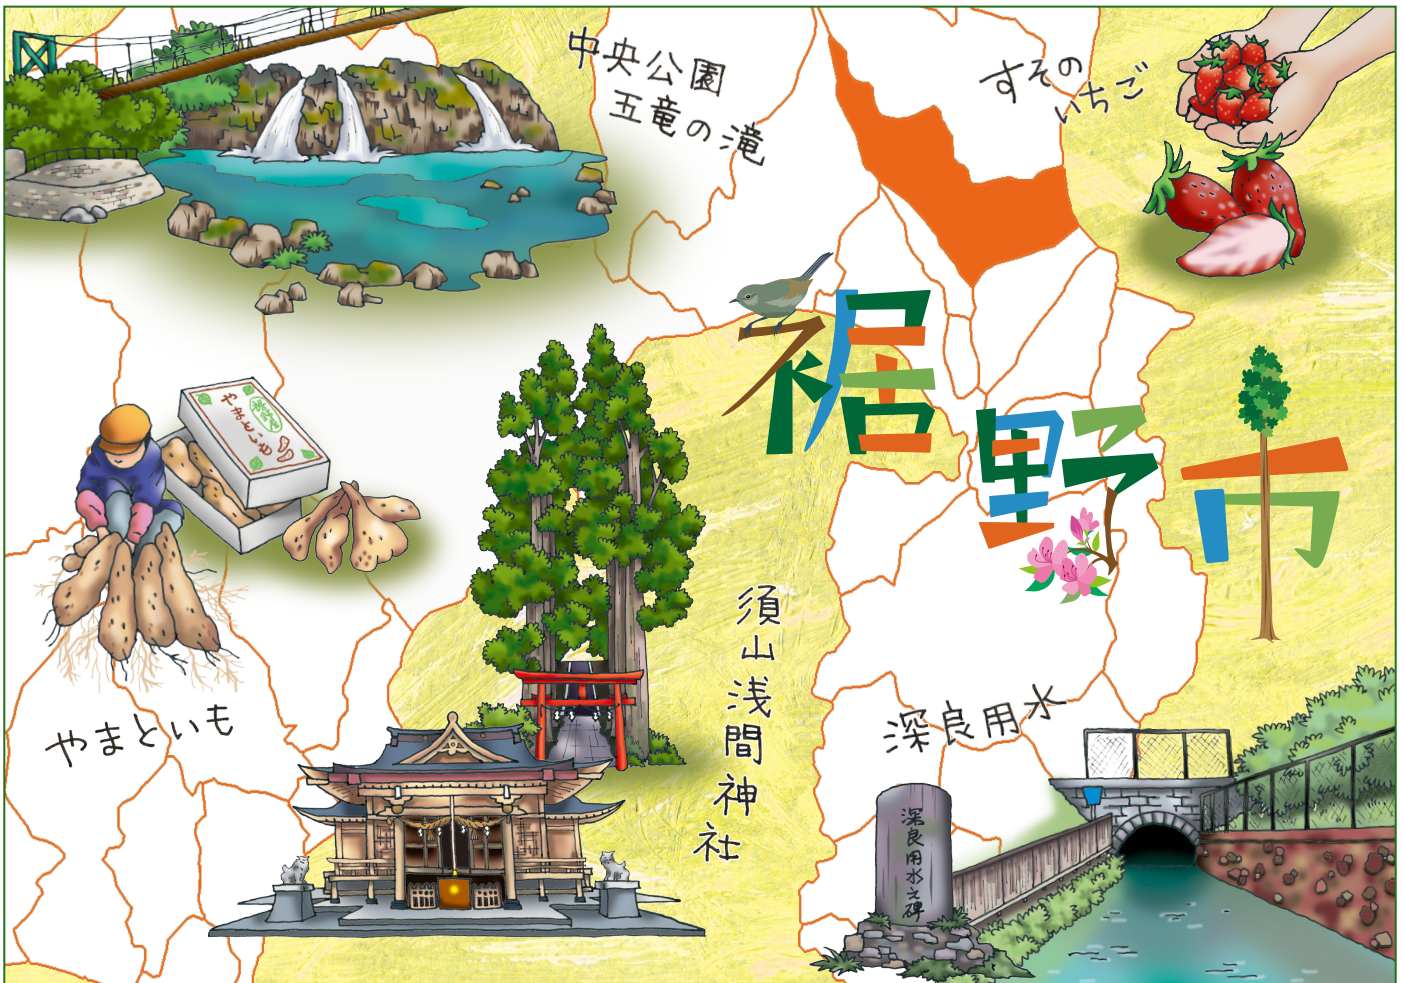 中央公園
五竜の滝
すその
いちご
裾野市
やまといも
須山浅間神社
やまといも
深良用水
深良用水之碑